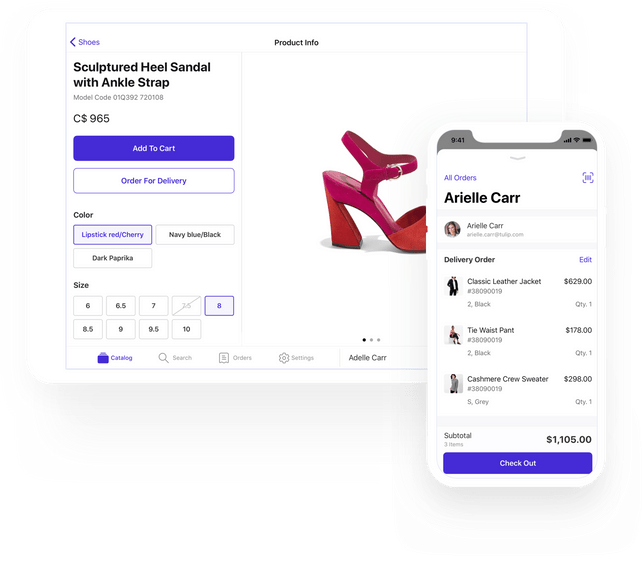 Shoes
Product Info
Sculptured Heel Sandal
with Ankle Strap
Model Code 01Q392 720108
C$ 965
Add To Cart
Order For Delivery
Color
Lipstick red/Cherry
Navy blue/Black
Dark Paprika
Size
6
6.5
7
7.5
8
8.5
9
9.5
10
Catalog
Search
Orders
Settings
Adelle Carr
9:41
All Orders
Arielle Carr
Arielle Carr
arielle.carr@tulip.com
Delivery Order
Edit
Classic Leather Jacket
$629.00
#38090019
2, Black
Qty. 1
Tie Waist Pant
$178.00
#38090019
2, Black
Qty. 1
Cashmere Crew Sweater
$298.00
#38090019
S, Grey
Qty. 1
Subtotal
3 Items
$1,105.00
Check Out